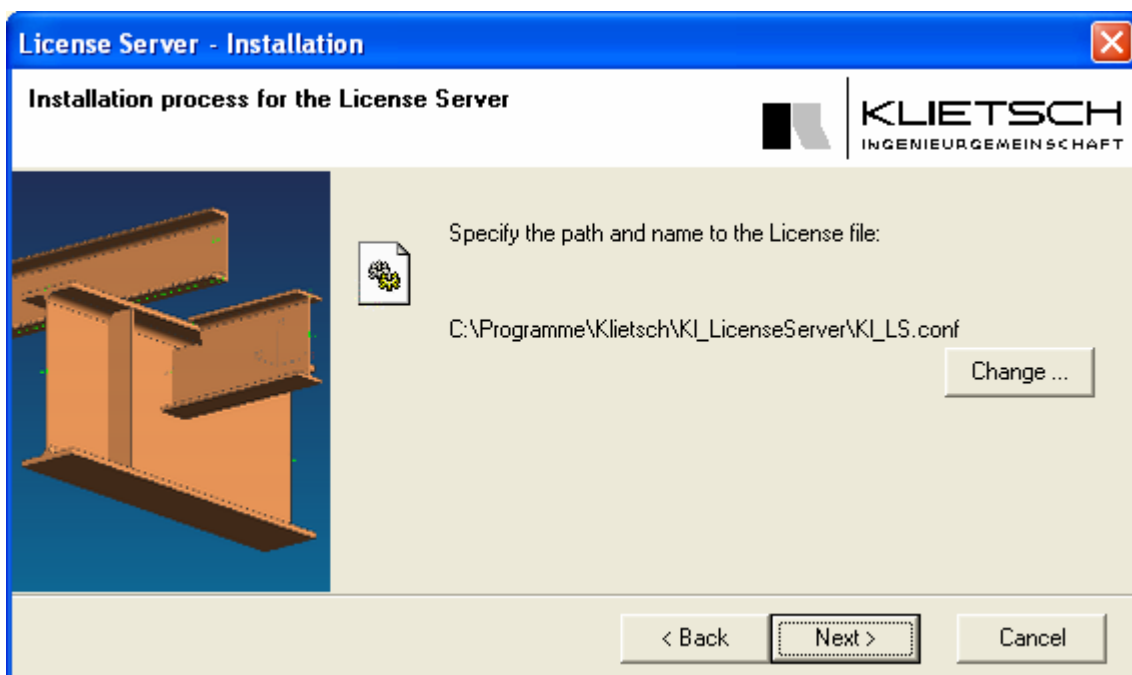 License Server - Installation
Installation process for the License Server
KLIETSCH
INGENIEURGEMEINSCHAFT
Specify the path and name to the License file:
C:\Programme\Klietsch\KI_LicenseServer\KI_LS.conf
Change ...
< Back
Next >
Cancel